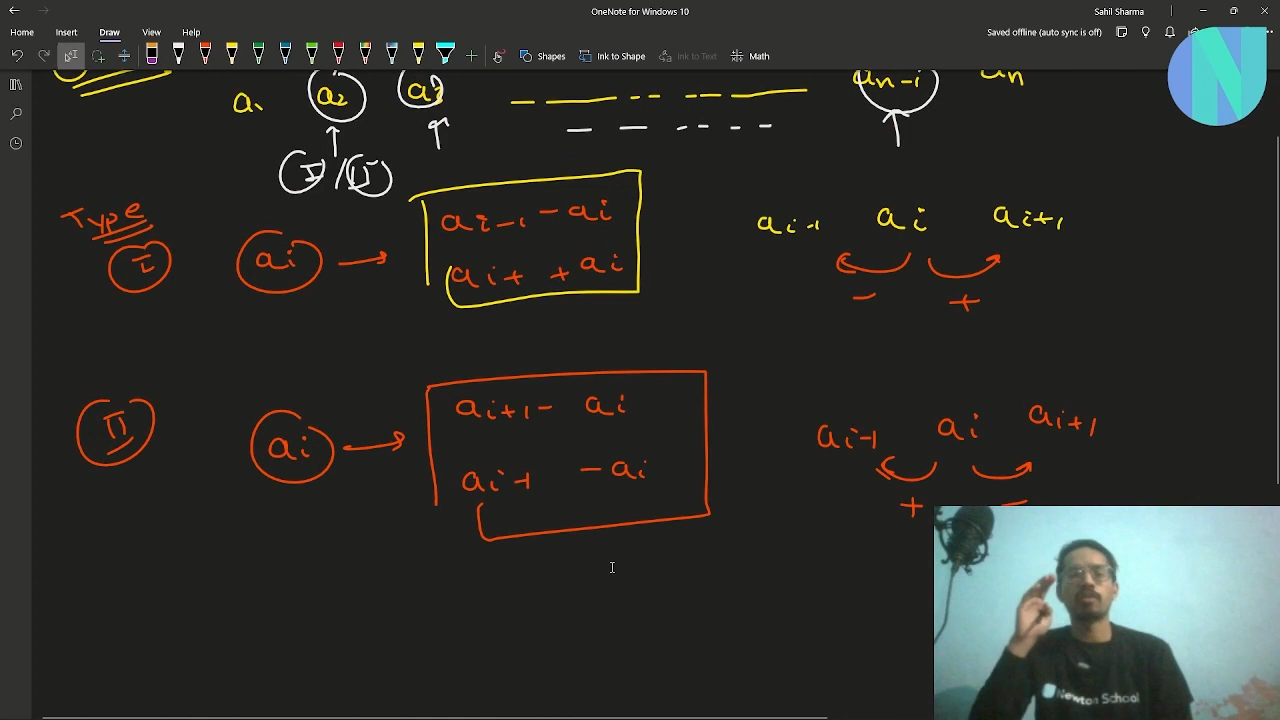 OneNote for Windows 10
Sahil Sharma
Home Insert Draw View Help
Saved offline (auto sync is off)
Shapes Ink to Shape Ink to Text Math
a1 a2 a3 an-1 an
I / II
Type
I ai → ai-1 - ai
ai+ + ai
ai-1 ai ai+1
- +
II ai → ai+1 - ai
ai-1 - ai
ai-1 ai ai+1
+ -
Newton School